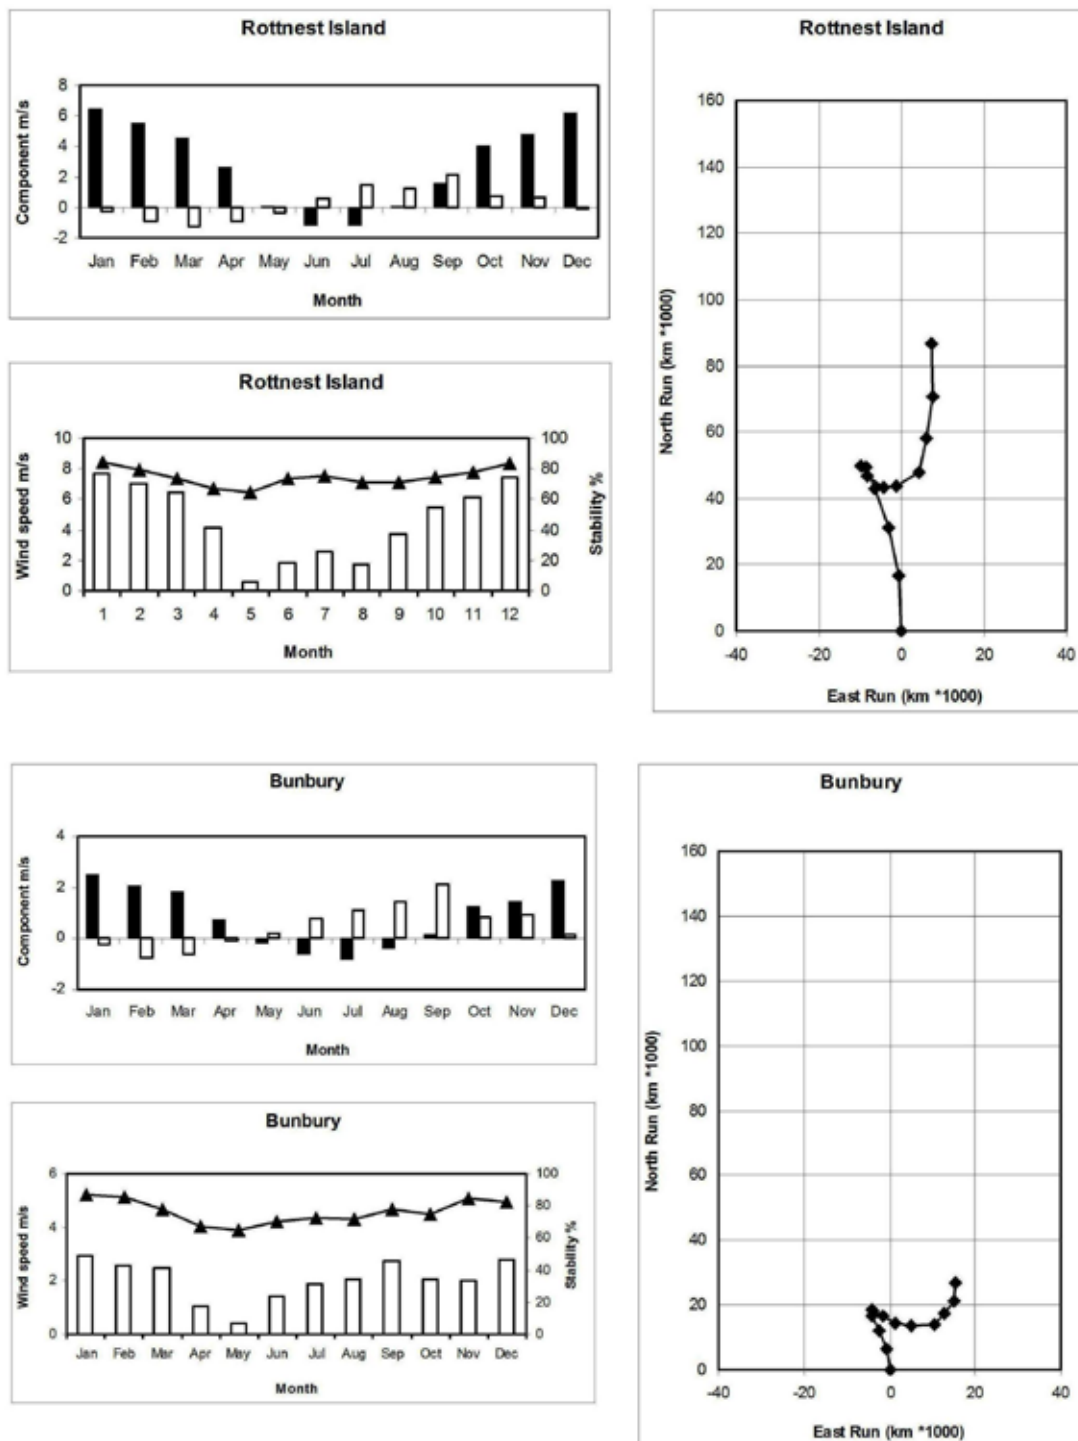 Rottnest Island
8
6
4
2
0
-2
Component m/s
Jan Feb Mar Apr May Jun Jul Aug Sep Oct Nov Dec
Month
Rottnest Island
10
8
6
4
2
0
Wind speed m/s
100
80
60
40
20
0
Stability %
1 2 3 4 5 6 7 8 9 10 11 12
Month
Rottnest Island
160
140
120
100
80
60
40
20
0
North Run (km *1000)
-40 -20 0 20 40
East Run (km *1000)
Bunbury
4
2
0
-2
Component m/s
Jan Feb Mar Apr May Jun Jul Aug Sep Oct Nov Dec
Month
Bunbury
6
4
2
0
Wind speed m/s
100
80
60
40
20
0
Stability %
Jan Feb Mar Apr May Jun Jul Aug Sep Oct Nov Dec
Month
Bunbury
160
140
120
100
80
60
40
20
0
North Run (km *1000)
-40 -20 0 20 40
East Run (km *1000)